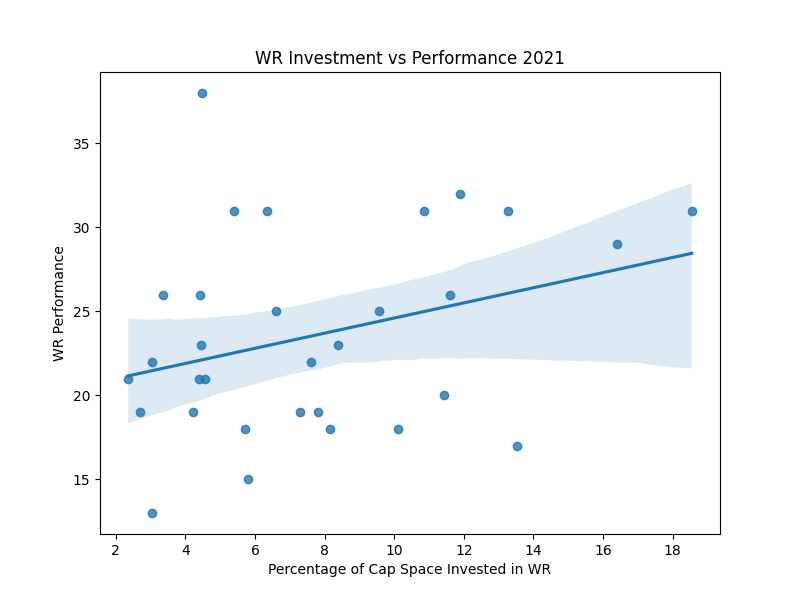 WR Investment vs Performance 2021
35
30
25
20
15
WR Performance
2 4 6 8 10 12 14 16 18
Percentage of Cap Space Invested in WR